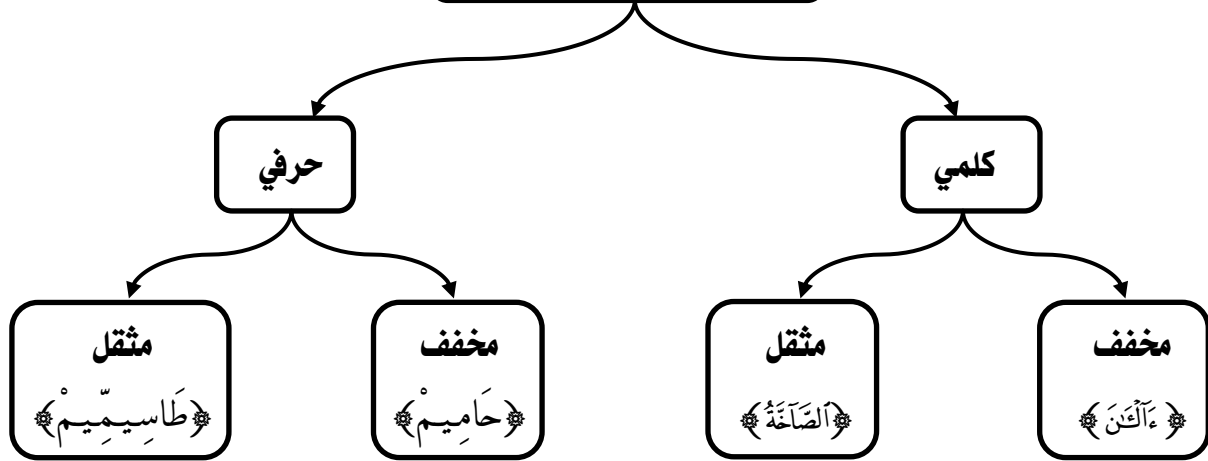 كلمي
حرفي
مخفف
﴿ءَآلْـَٰٔنَ﴾
مثقل
﴿ٱلصَّآخَّةُ﴾
مخفف
﴿حَامِيمْ﴾
مثقل
﴿طَاسِيمِّيمْ﴾